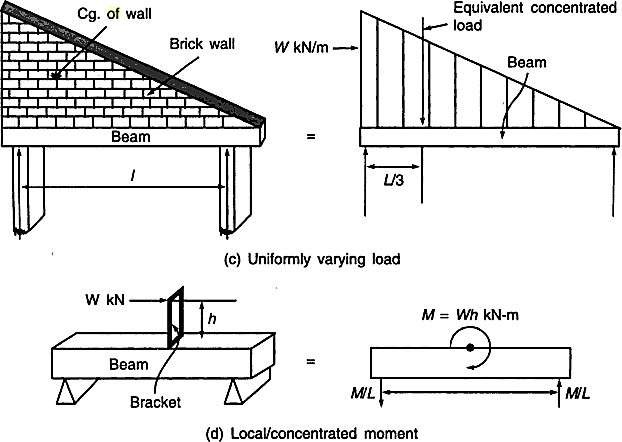 Cg. of wall
Brick wall
Beam
l
=
Equivalent concentrated
load
W kN/m
Beam
L/3
(c) Uniformly varying load
W kN
h
Beam
Bracket
=
M = Wh kN-m
M/L
M/L
(d) Local/concentrated moment